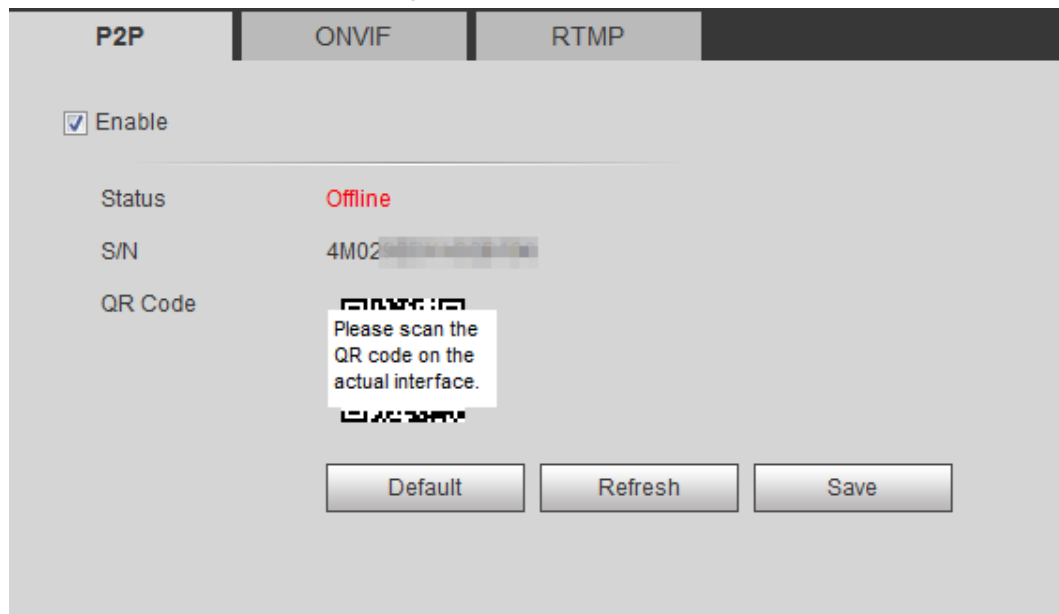 P2P ONVIF RTMP
Enable
Status Offline
S/N 4M02
QR Code
Please scan the
QR code on the
actual interface.
Default Refresh Save